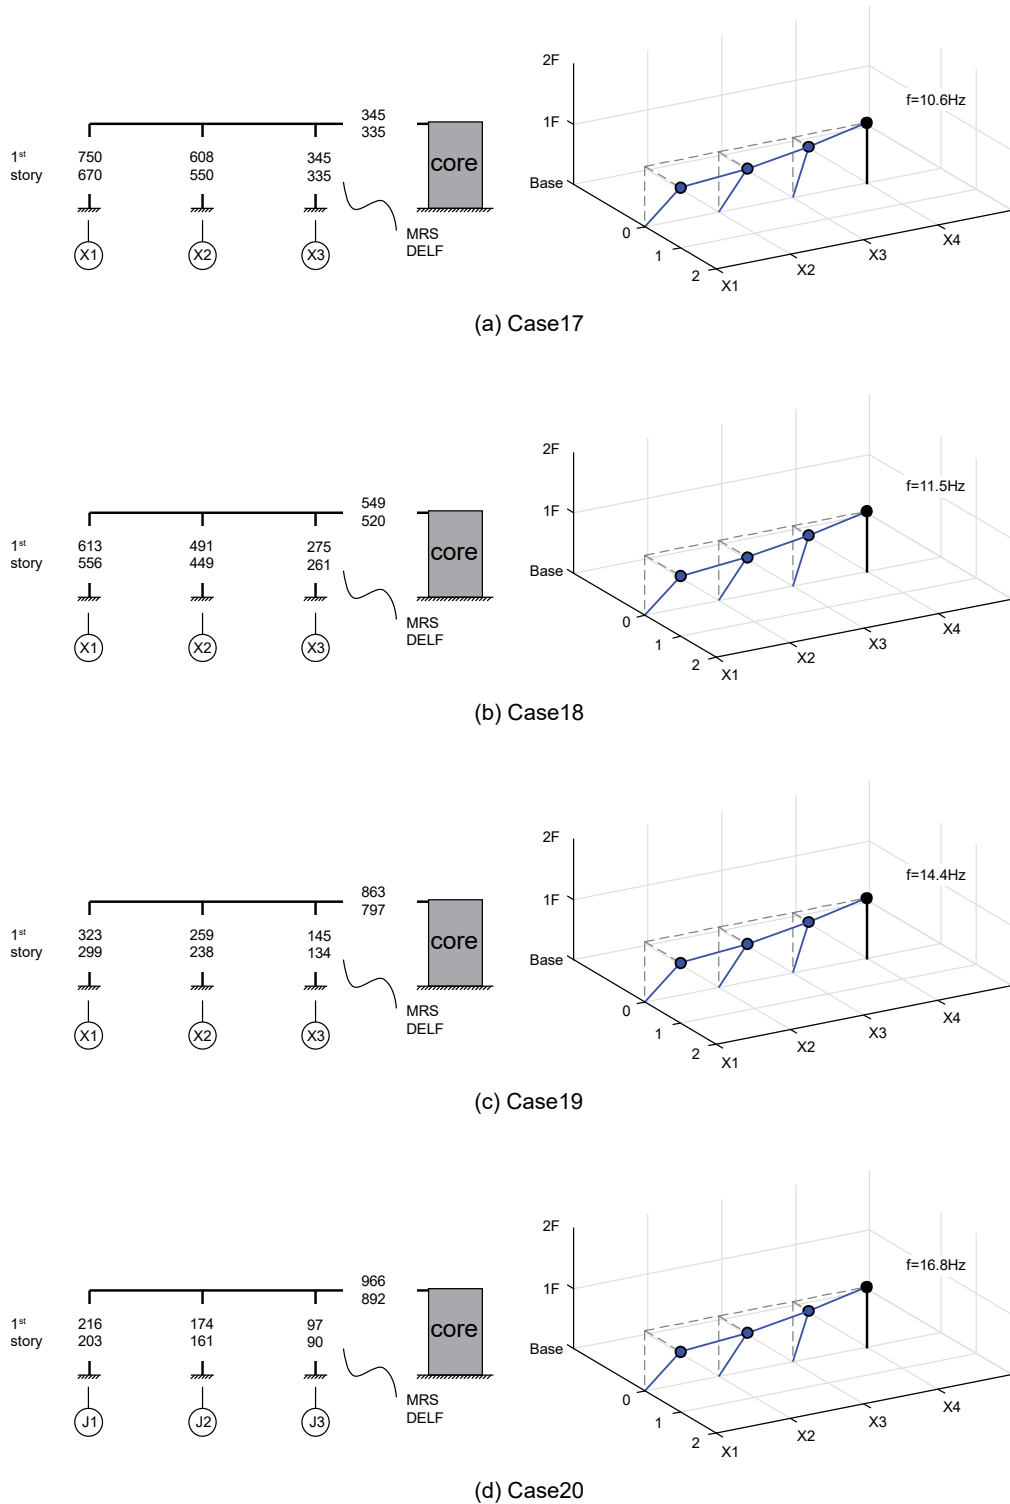 345
335
core
1st
story
750
670
608
550
345
335
MRS
DELF
X1
X2
X3
2F
1F
Base
0
1
2
X1
X2
X3
X4
f=10.6Hz
(a) Case17
549
520
core
1st
story
613
556
491
449
275
261
MRS
DELF
X1
X2
X3
2F
1F
Base
0
1
2
X1
X2
X3
X4
f=11.5Hz
(b) Case18
863
797
core
1st
story
323
299
259
238
145
134
MRS
DELF
X1
X2
X3
2F
1F
Base
0
1
2
X1
X2
X3
X4
f=14.4Hz
(c) Case19
966
892
core
1st
story
216
203
174
161
97
90
MRS
DELF
J1
J2
J3
2F
1F
Base
0
1
2
X1
X2
X3
X4
f=16.8Hz
(d) Case20